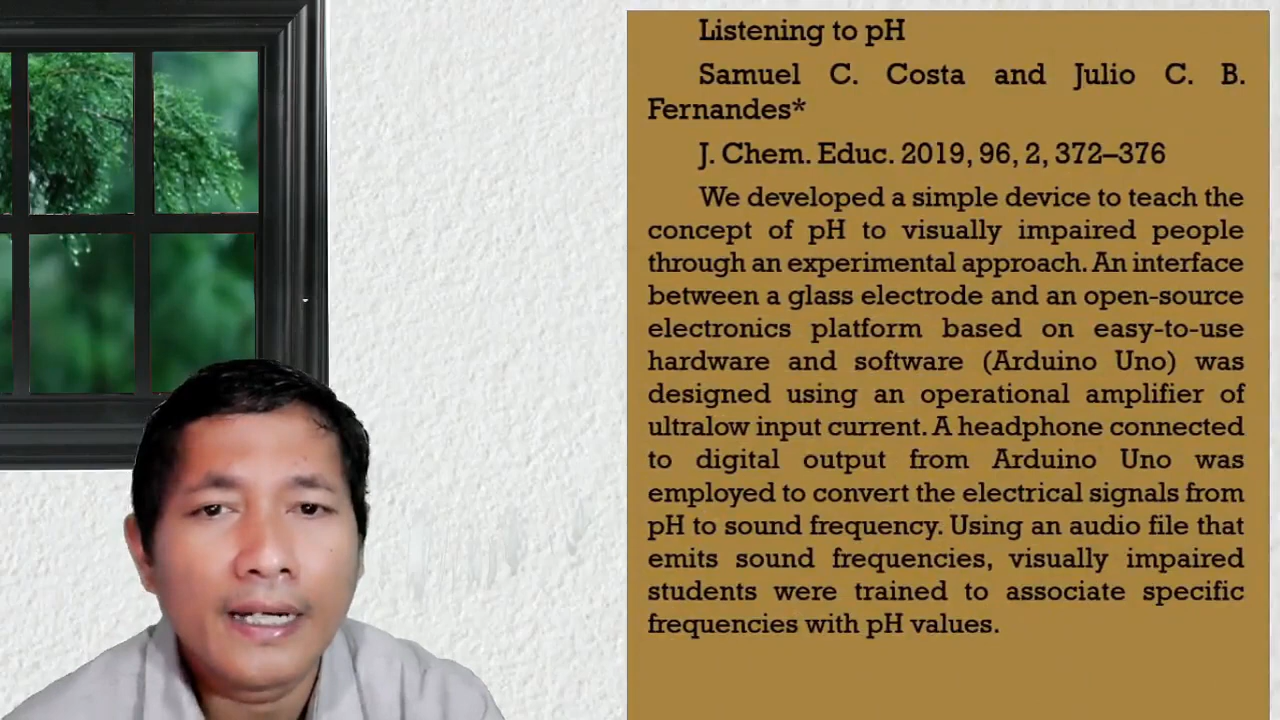 Listening to pH
Samuel C. Costa and Julio C. B.
Fernandes*
J. Chem. Educ. 2019, 96, 2, 372–376
We developed a simple device to teach the
concept of pH to visually impaired people
through an experimental approach. An interface
between a glass electrode and an open-source
electronics platform based on easy-to-use
hardware and software (Arduino Uno) was
designed using an operational amplifier of
ultralow input current. A headphone connected
to digital output from Arduino Uno was
employed to convert the electrical signals from
pH to sound frequency. Using an audio file that
emits sound frequencies, visually impaired
students were trained to associate specific
frequencies with pH values.